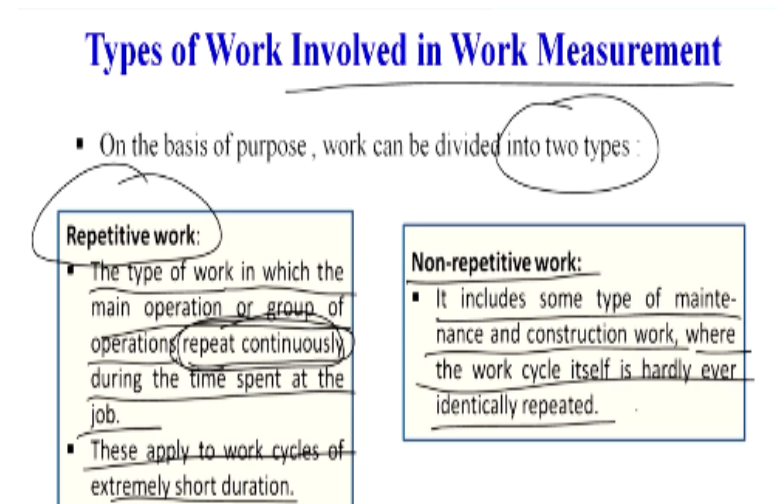 Types of Work Involved in Work Measurement
▪ On the basis of purpose , work can be divided into two types :
Repetitive work:
▪ The type of work in which the
main operation or group of
operations repeat continuously
during the time spent at the
job.
▪ These apply to work cycles of
extremely short duration.
Non-repetitive work:
▪ It includes some type of mainte-
nance and construction work, where
the work cycle itself is hardly ever
identically repeated.